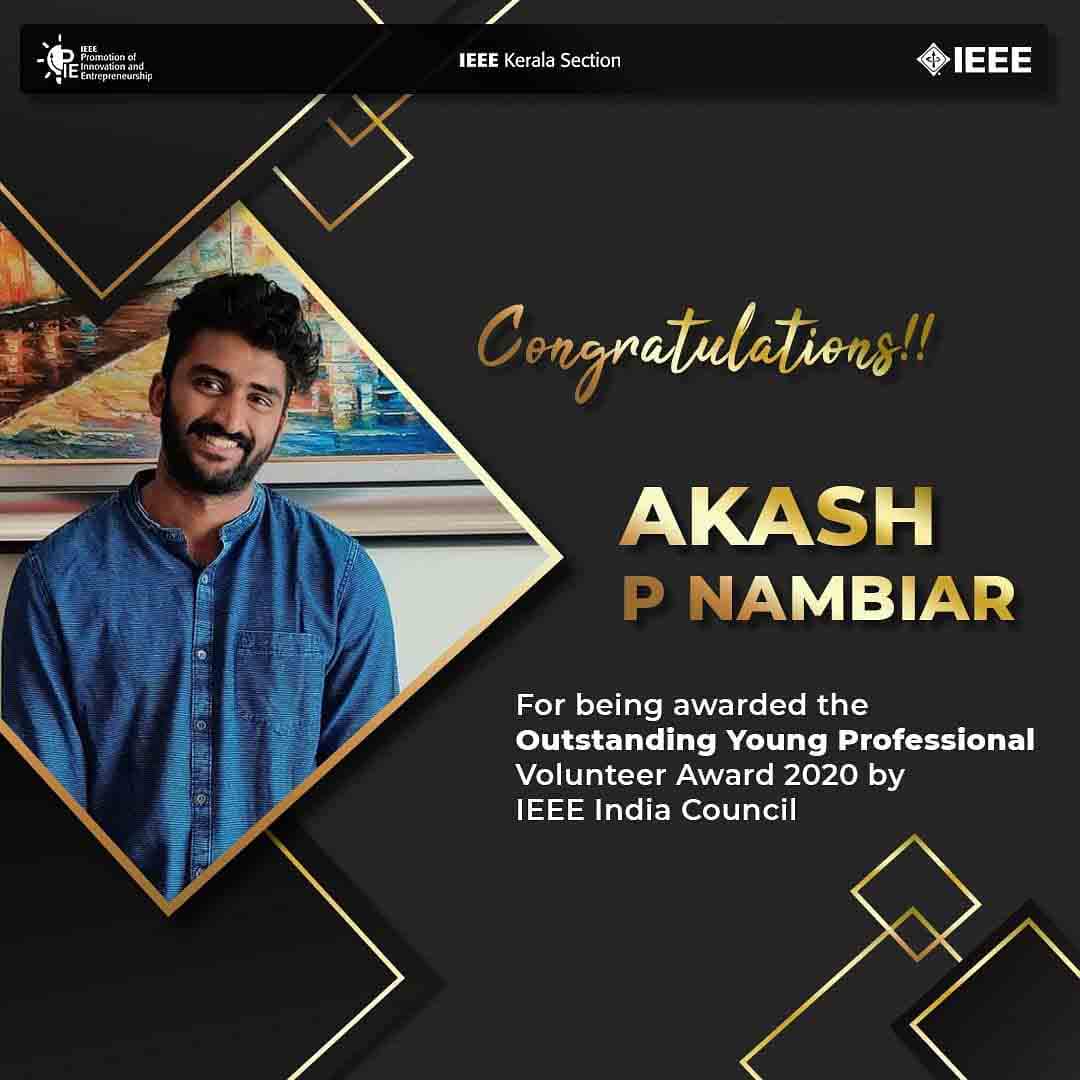 IEEE
Promotion of
Innovation and
Entrepreneurship
PIE
IEEE Kerala Section
IEEE
Congratulations!!
AKASH
P NAMBIAR
For being awarded the
Outstanding Young Professional
Volunteer Award 2020 by
IEEE India Council